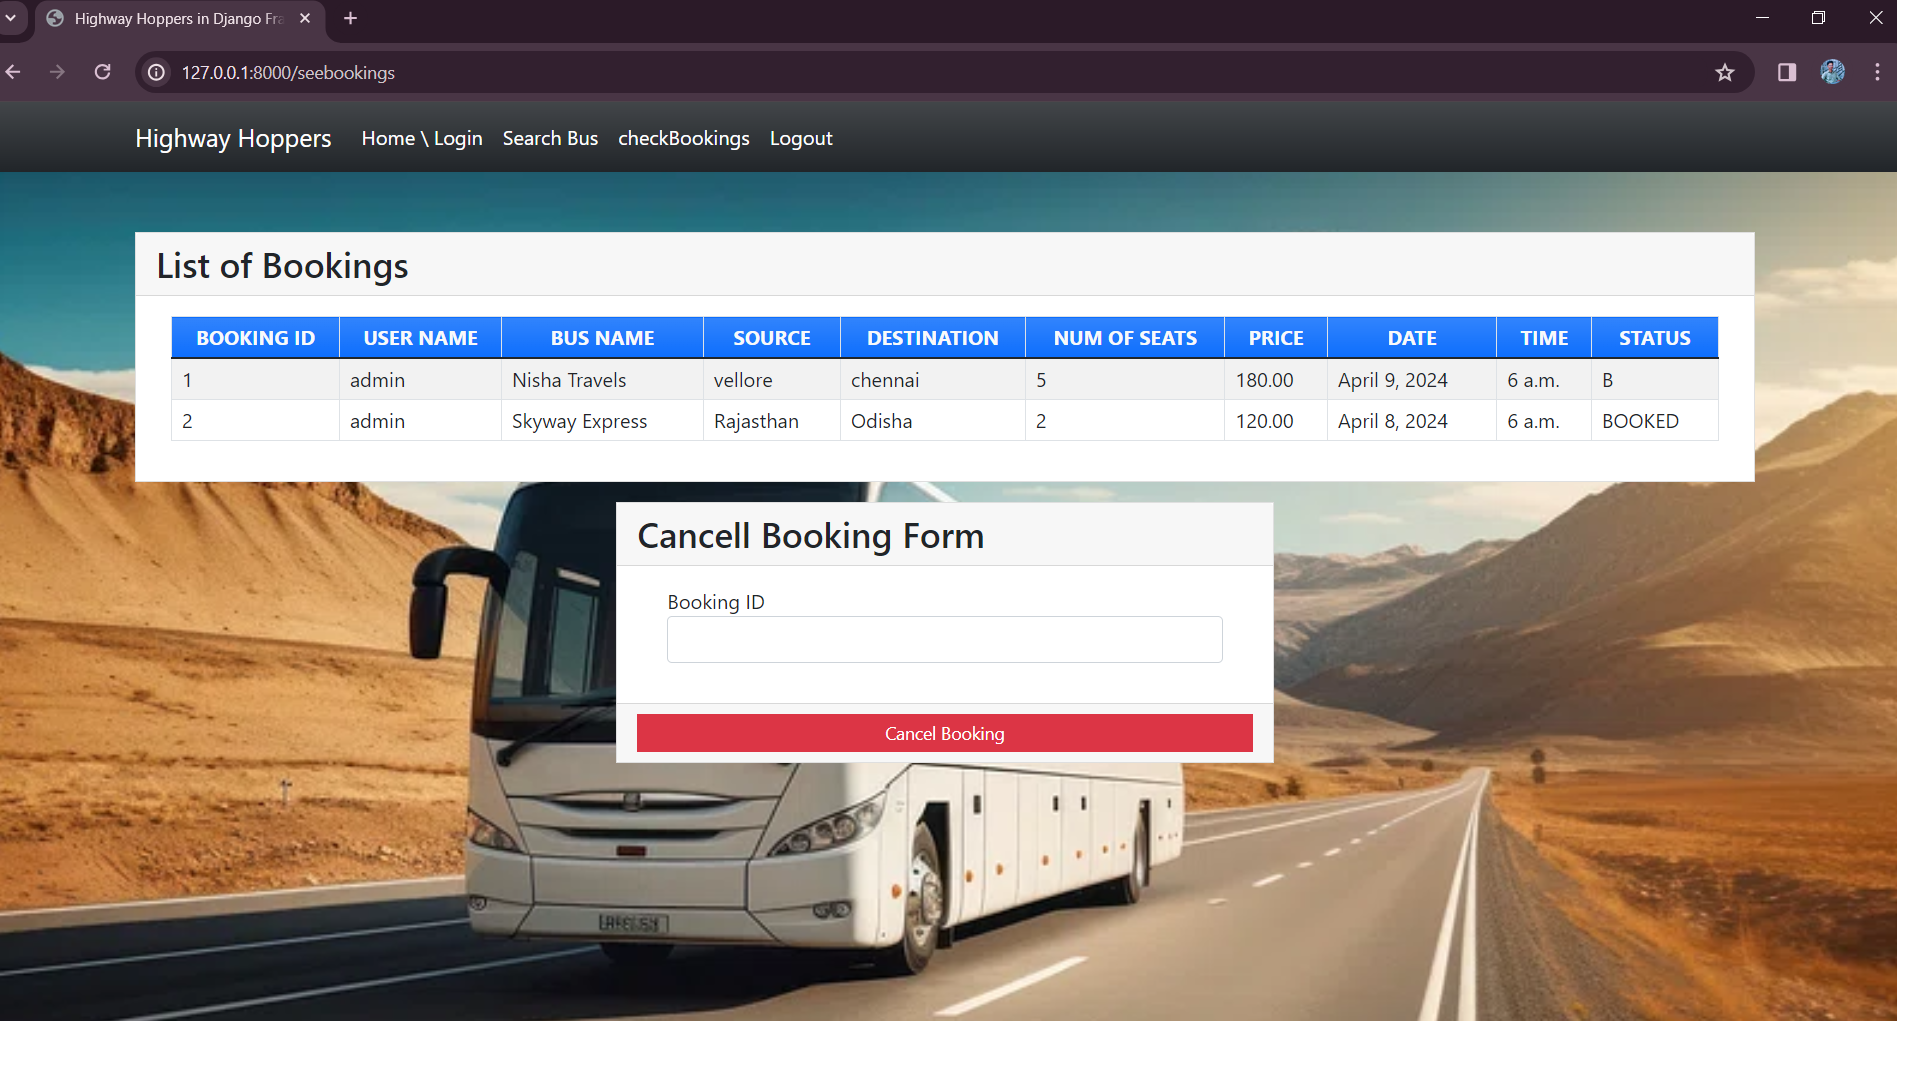 Highway Hoppers in Django Fra
127.0.0.1:8000/seebookings
Highway Hoppers Home \ Login Search Bus checkBookings Logout
List of Bookings
BOOKING ID USER NAME BUS NAME SOURCE DESTINATION NUM OF SEATS PRICE DATE TIME STATUS
1 admin Nisha Travels vellore chennai 5 180.00 April 9, 2024 6 a.m. B
2 admin Skyway Express Rajasthan Odisha 2 120.00 April 8, 2024 6 a.m. BOOKED
Cancell Booking Form
Booking ID
Cancel Booking